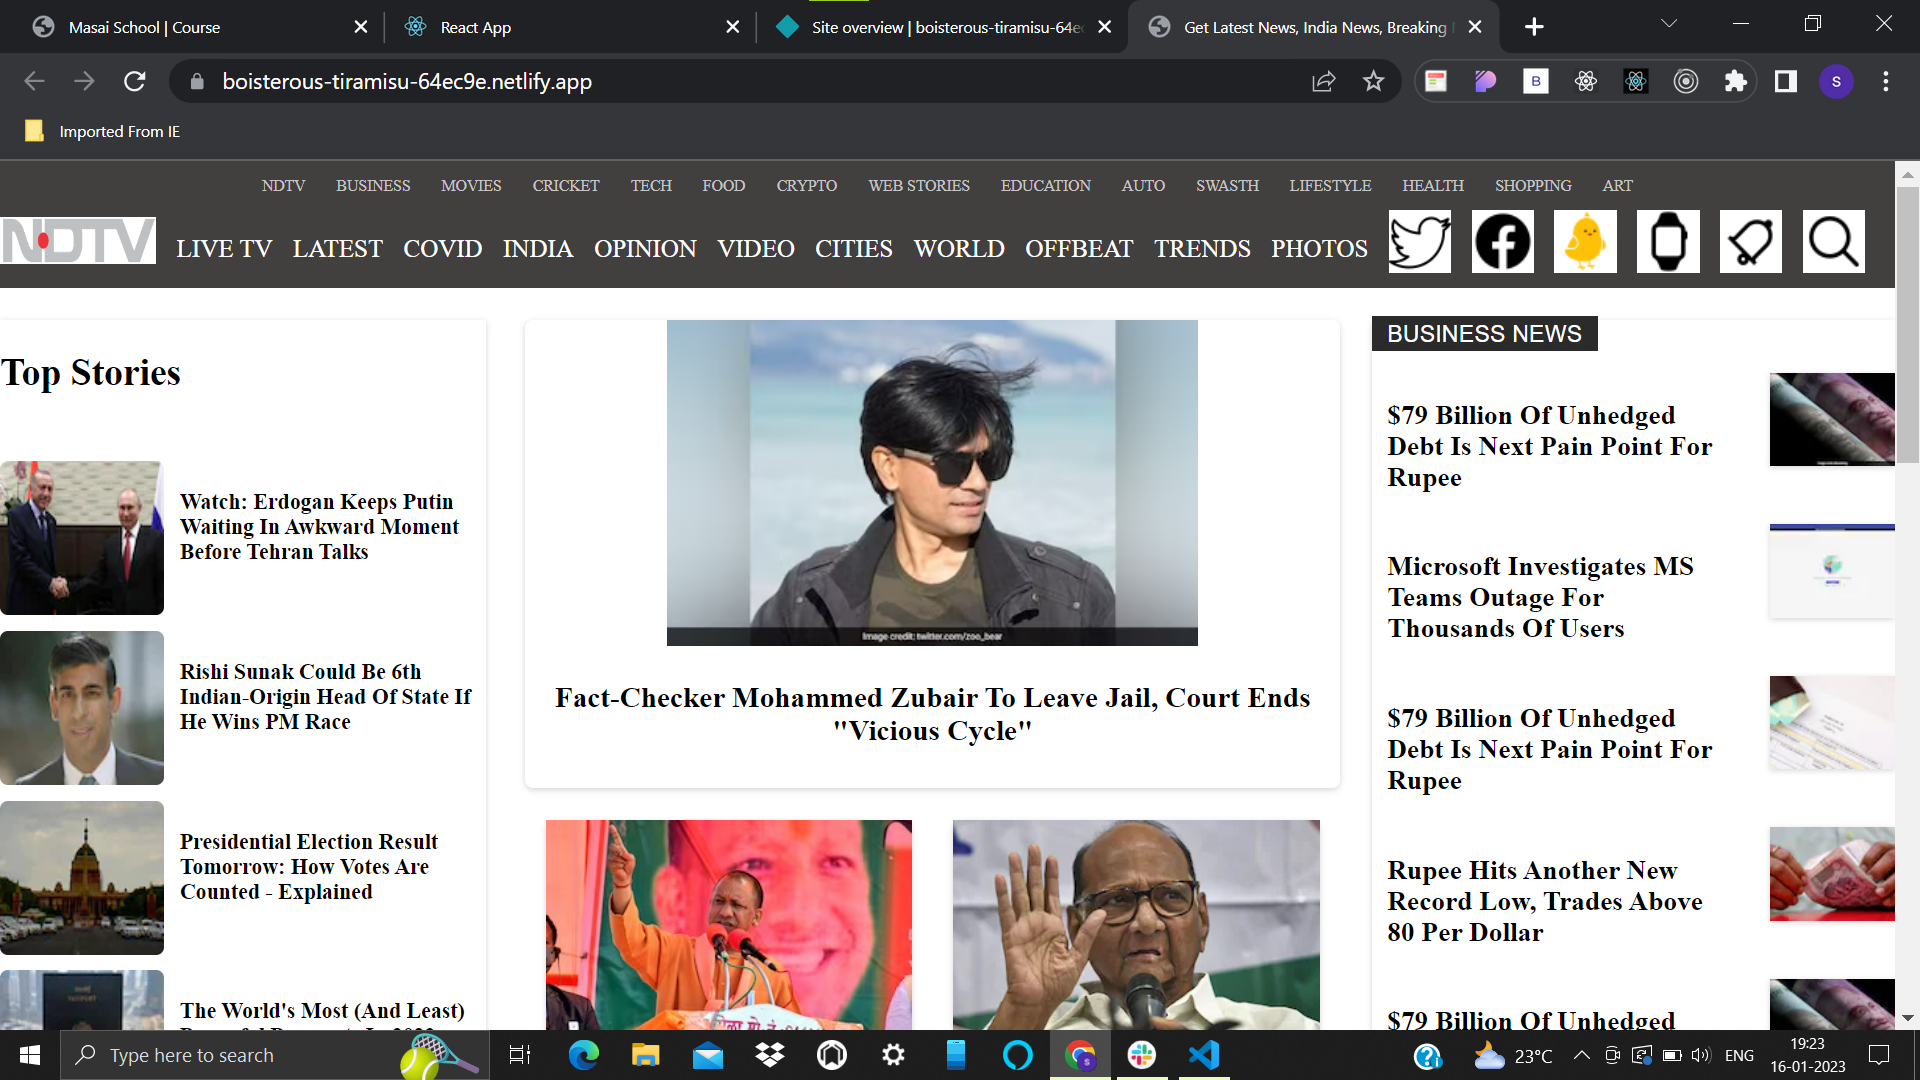 Masai School | Course
React App
Site overview | boisterous-tiramisu-64ec
Get Latest News, India News, Breaking
boisterous-tiramisu-64ec9e.netlify.app
B
S
Imported From IE
NDTV BUSINESS MOVIES CRICKET TECH FOOD CRYPTO WEB STORIES EDUCATION AUTO SWASTH LIFESTYLE HEALTH SHOPPING ART
NDTV
LIVE TV LATEST COVID INDIA OPINION VIDEO CITIES WORLD OFFBEAT TRENDS PHOTOS
Top Stories
Watch: Erdogan Keeps Putin
Waiting In Awkward Moment
Before Tehran Talks
Rishi Sunak Could Be 6th
Indian-Origin Head Of State If
He Wins PM Race
Presidential Election Result
Tomorrow: How Votes Are
Counted - Explained
The World's Most (And Least)
Image credit: twitter.com/zoo_bear
Fact-Checker Mohammed Zubair To Leave Jail, Court Ends
"Vicious Cycle"
BUSINESS NEWS
$79 Billion Of Unhedged
Debt Is Next Pain Point For
Rupee
Microsoft Investigates MS
Teams Outage For
Thousands Of Users
$79 Billion Of Unhedged
Debt Is Next Pain Point For
Rupee
Rupee Hits Another New
Record Low, Trades Above
80 Per Dollar
$79 Billion Of Unhedged
Type here to search
23°C
ENG
19:23
16-01-2023